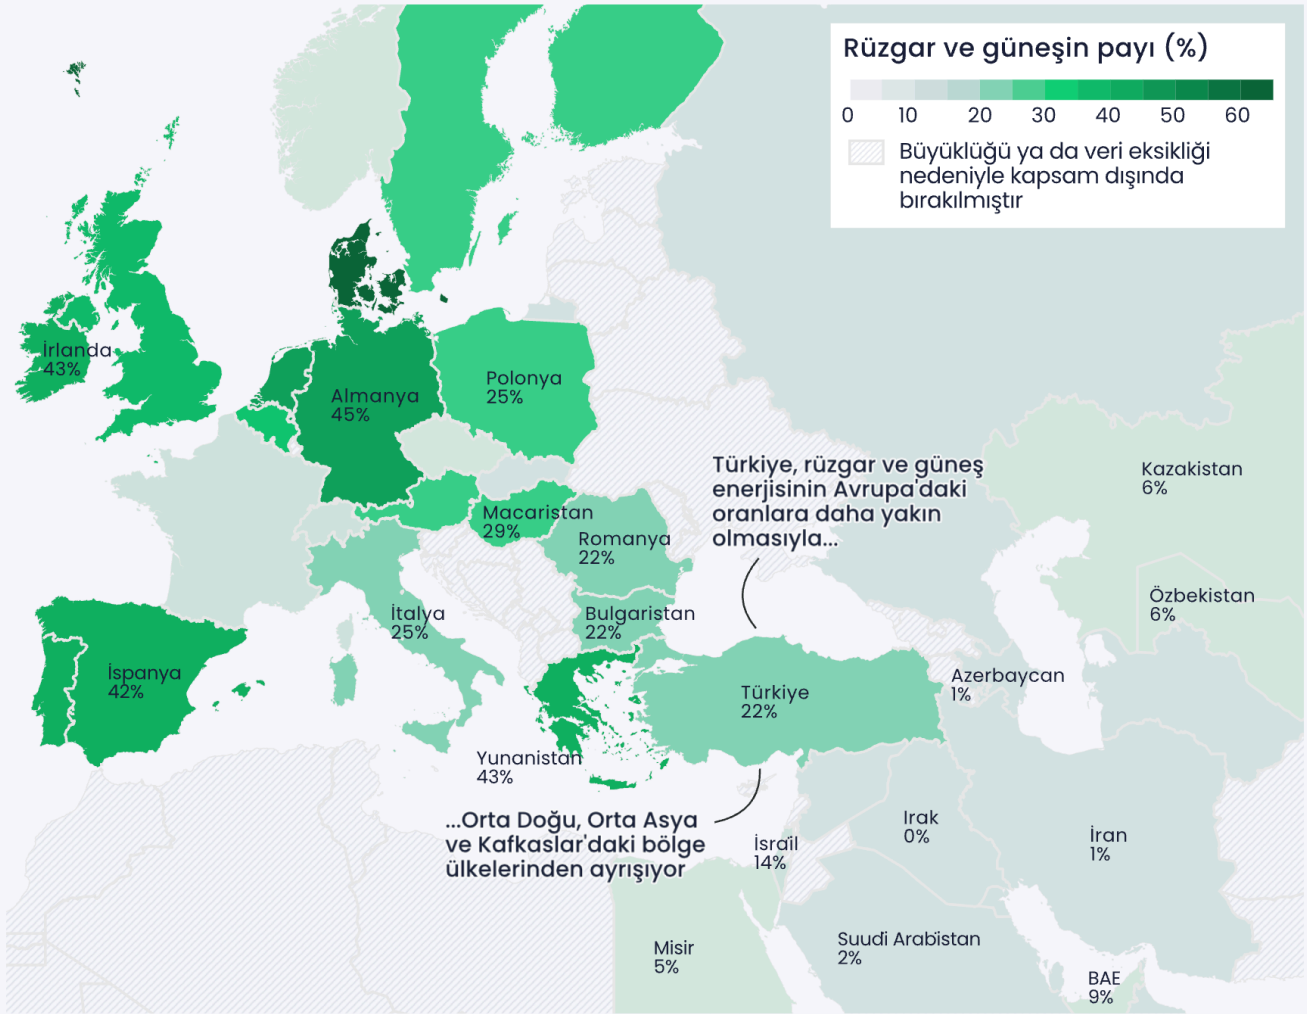 Rüzgar ve güneşin payı (%)
0 10 20 30 40 50 60
Büyüklüğü ya da veri eksikliği
nedeniyle kapsam dışında
bırakılmıştır
İrlanda
43%
Almanya
45%
Polonya
25%
Türkiye, rüzgar ve güneş
enerjisinin Avrupa'daki
oranlara daha yakın
olmasıyla...
Kazakistan
6%
Macaristan
29%
Romanya
22%
Özbekistan
6%
İtalya
25%
Bulgaristan
22%
İspanya
42%
Azerbaycan
1%
Türkiye
22%
Yunanistan
43%
...Orta Doğu, Orta Asya
ve Kafkaslar'daki bölge
ülkelerinden ayrışıyor
İsrail
14%
Irak
0%
İran
1%
Misir
5%
Suudi Arabistan
2%
BAE
9%